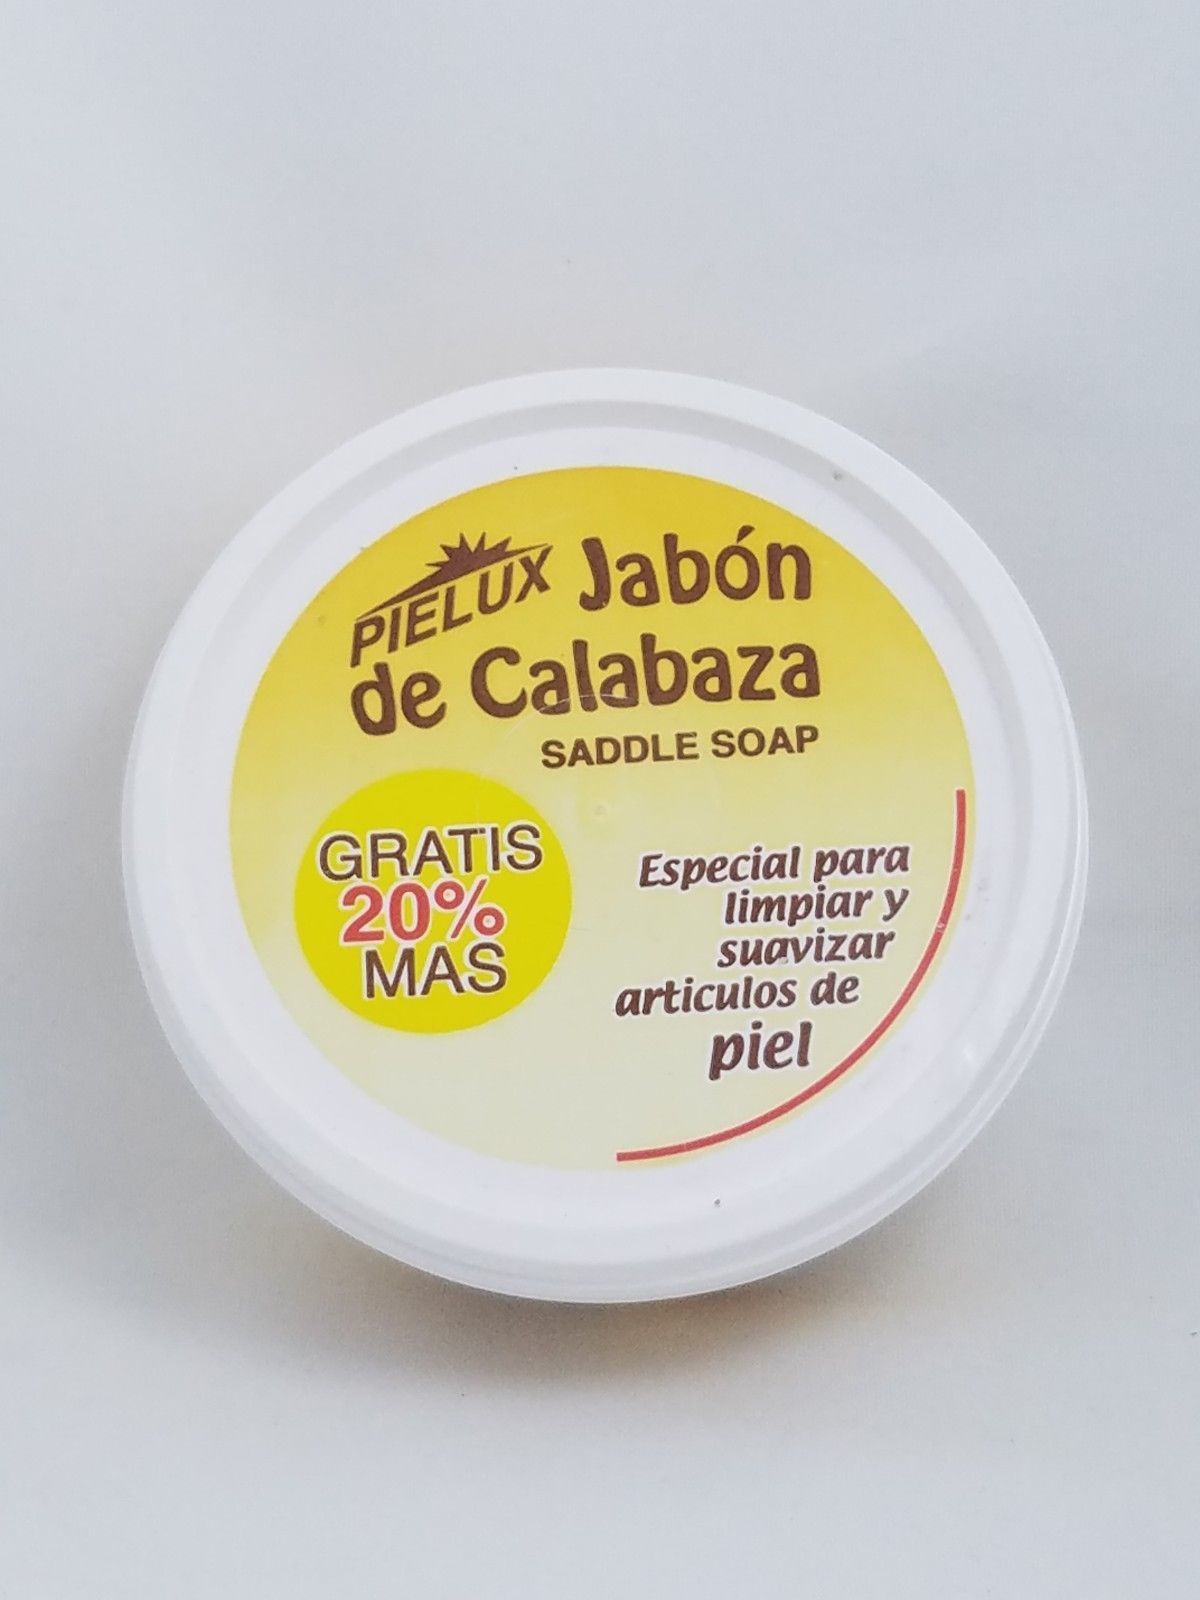 PIELUX Jabón
de Calabaza
SADDLE SOAP
GRATIS
20%
MAS
Especial para
limpiar y
suavizar
articulos de
piel